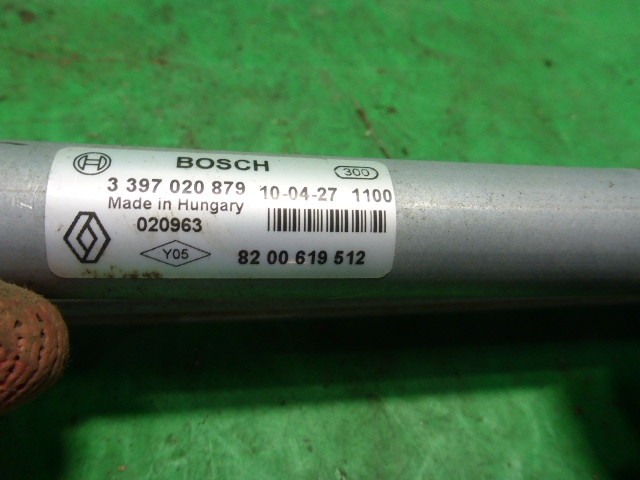 BOSCH 300
3 397 020 879 10-04-27 1100
Made in Hungary
020963
Y05 82 00 619 512